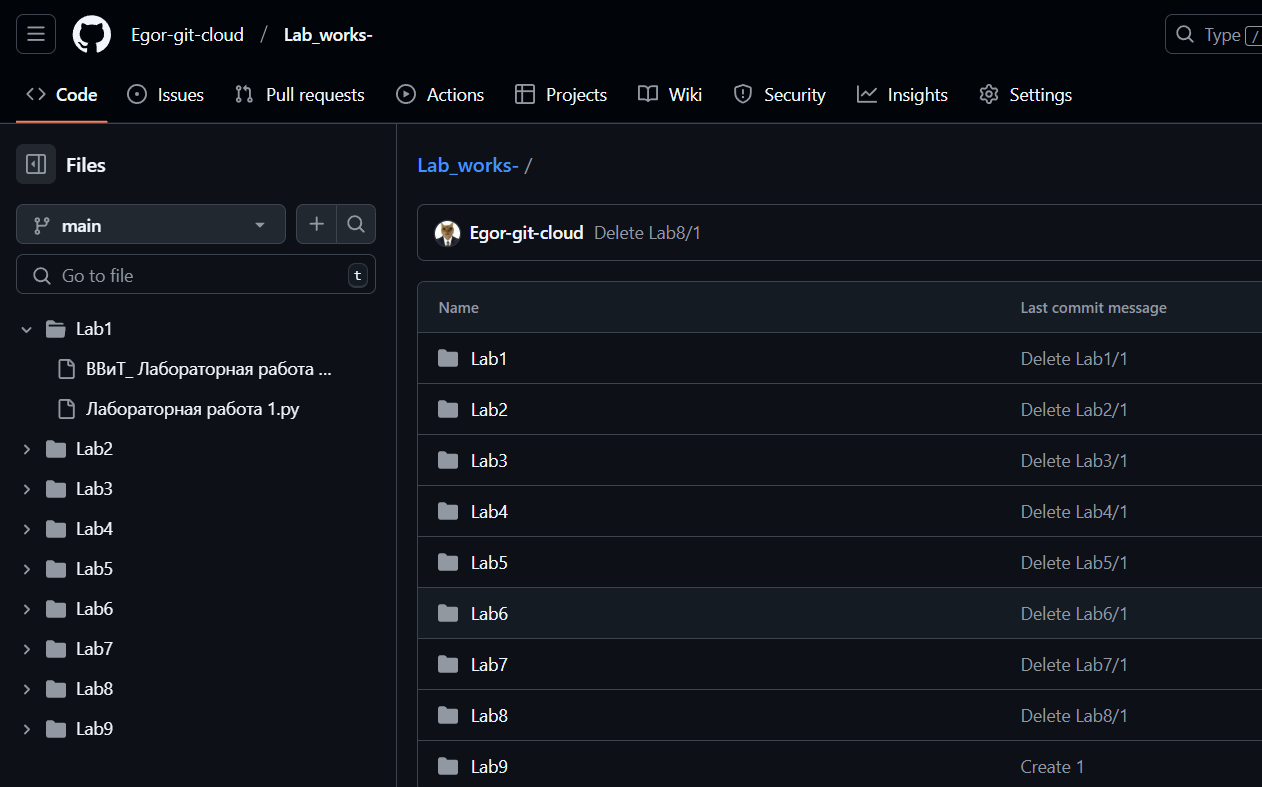 Egor-git-cloud / Lab_works-
Type /
Code Issues Pull requests Actions Projects Wiki Security Insights Settings
Files
main
Go to file t
Lab1
ВВиТ_ Лабораторная работа ...
Лабораторная работа 1.py
Lab2
Lab3
Lab4
Lab5
Lab6
Lab7
Lab8
Lab9
Lab_works- /
Egor-git-cloud Delete Lab8/1
Name Last commit message
Lab1 Delete Lab1/1
Lab2 Delete Lab2/1
Lab3 Delete Lab3/1
Lab4 Delete Lab4/1
Lab5 Delete Lab5/1
Lab6 Delete Lab6/1
Lab7 Delete Lab7/1
Lab8 Delete Lab8/1
Lab9 Create 1